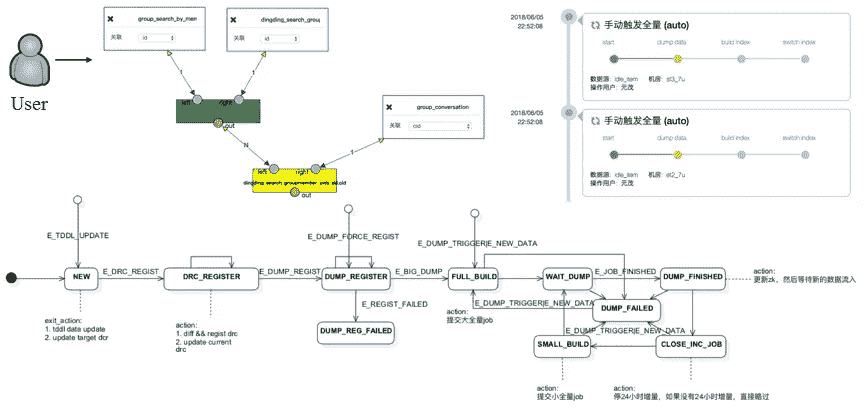 group_search_by_mem
关联
id
dingding_search_group
关联
id
User
1
1
left
right
out
group_conversation
关联
cid
N
1
left
right
out
2018/06/05
22:52:08
手动触发全量 (auto)
start
dump data
build index
switch index
数据源：idle_item
机房：st3_7u
操作用户：元茂
2018/06/05
22:52:08
手动触发全量 (auto)
start
dump data
build index
switch index
数据源：idle_item
机房：et2_7u
操作用户：元茂
E_TDDL_UPDATE
E_DUMP_FORCE_REGIST
E_DUMP_TRIGGER|E_NEW_DATA
NEW
E_DRC_REGIST
DRC_REGISTER
E_DUMP_REGIST
DUMP_REGISTER
E_BIG_DUMP
FULL_BUILD
WAIT_DUMP
E_JOB_FINISHED
DUMP_FINISHED
action:
更新zk，然后等待新的数据流入
E_REGIST_FAILED
E_DUMP_TRIGGER|E_NEW_DATA
DUMP_FAILED
exit_action:
1. tddl data update
2. update target dcr
action:
1. diff && regist drc
2. update current
drc
DUMP_REG_FAILED
action:
提交大全量job
E_DUMP_TRIGGER|E_NEW_DATA
SMALL_BUILD
CLOSE_INC_JOB
action:
提交小全量job
action:
停24小时增量，如果没有24小时增量，直接略过